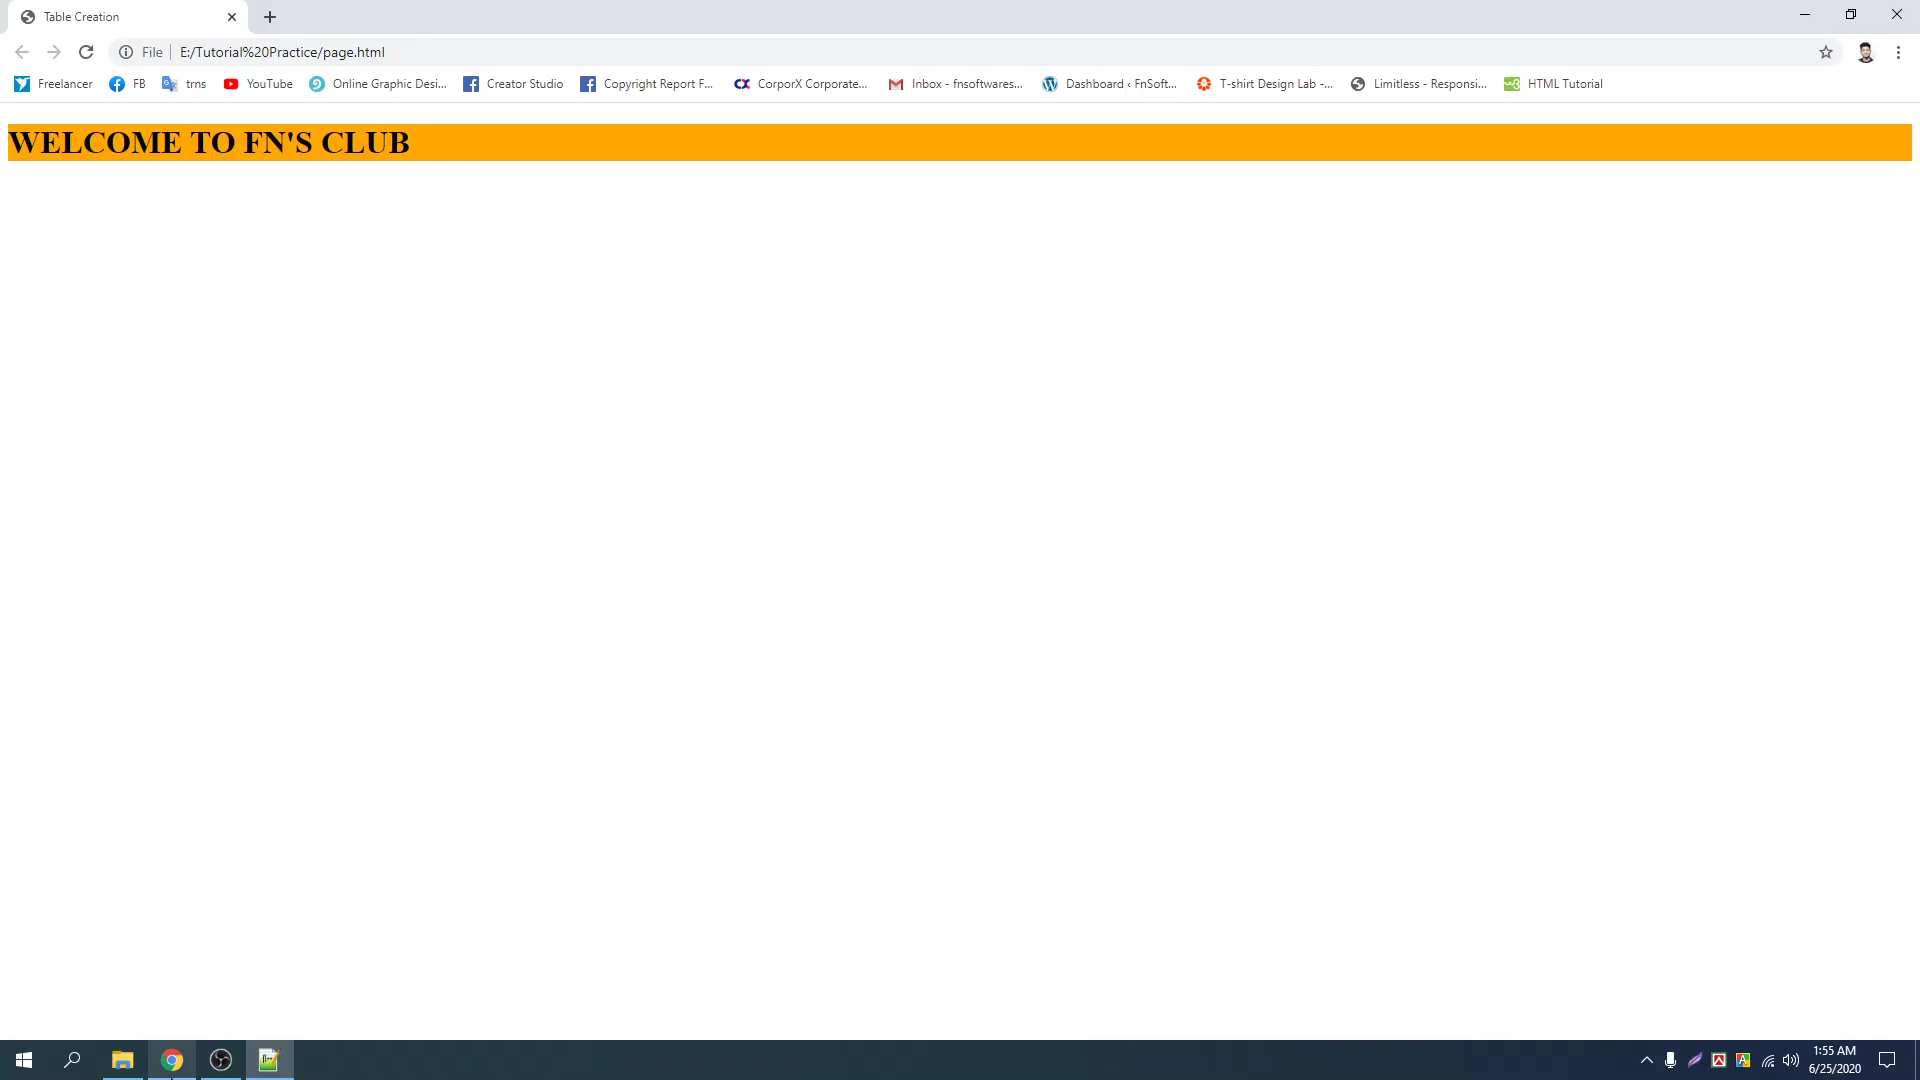 Table Creation
File E:/Tutorial%20Practice/page.html
Freelancer FB trns YouTube Online Graphic Desi... Creator Studio Copyright Report F... CX CorporX Corporate... Inbox - fnsoftwares... Dashboard ‹ FnSoft... T-shirt Design Lab -... Limitless - Responsi... HTML Tutorial
WELCOME TO FN'S CLUB
1:55 AM
6/25/2020